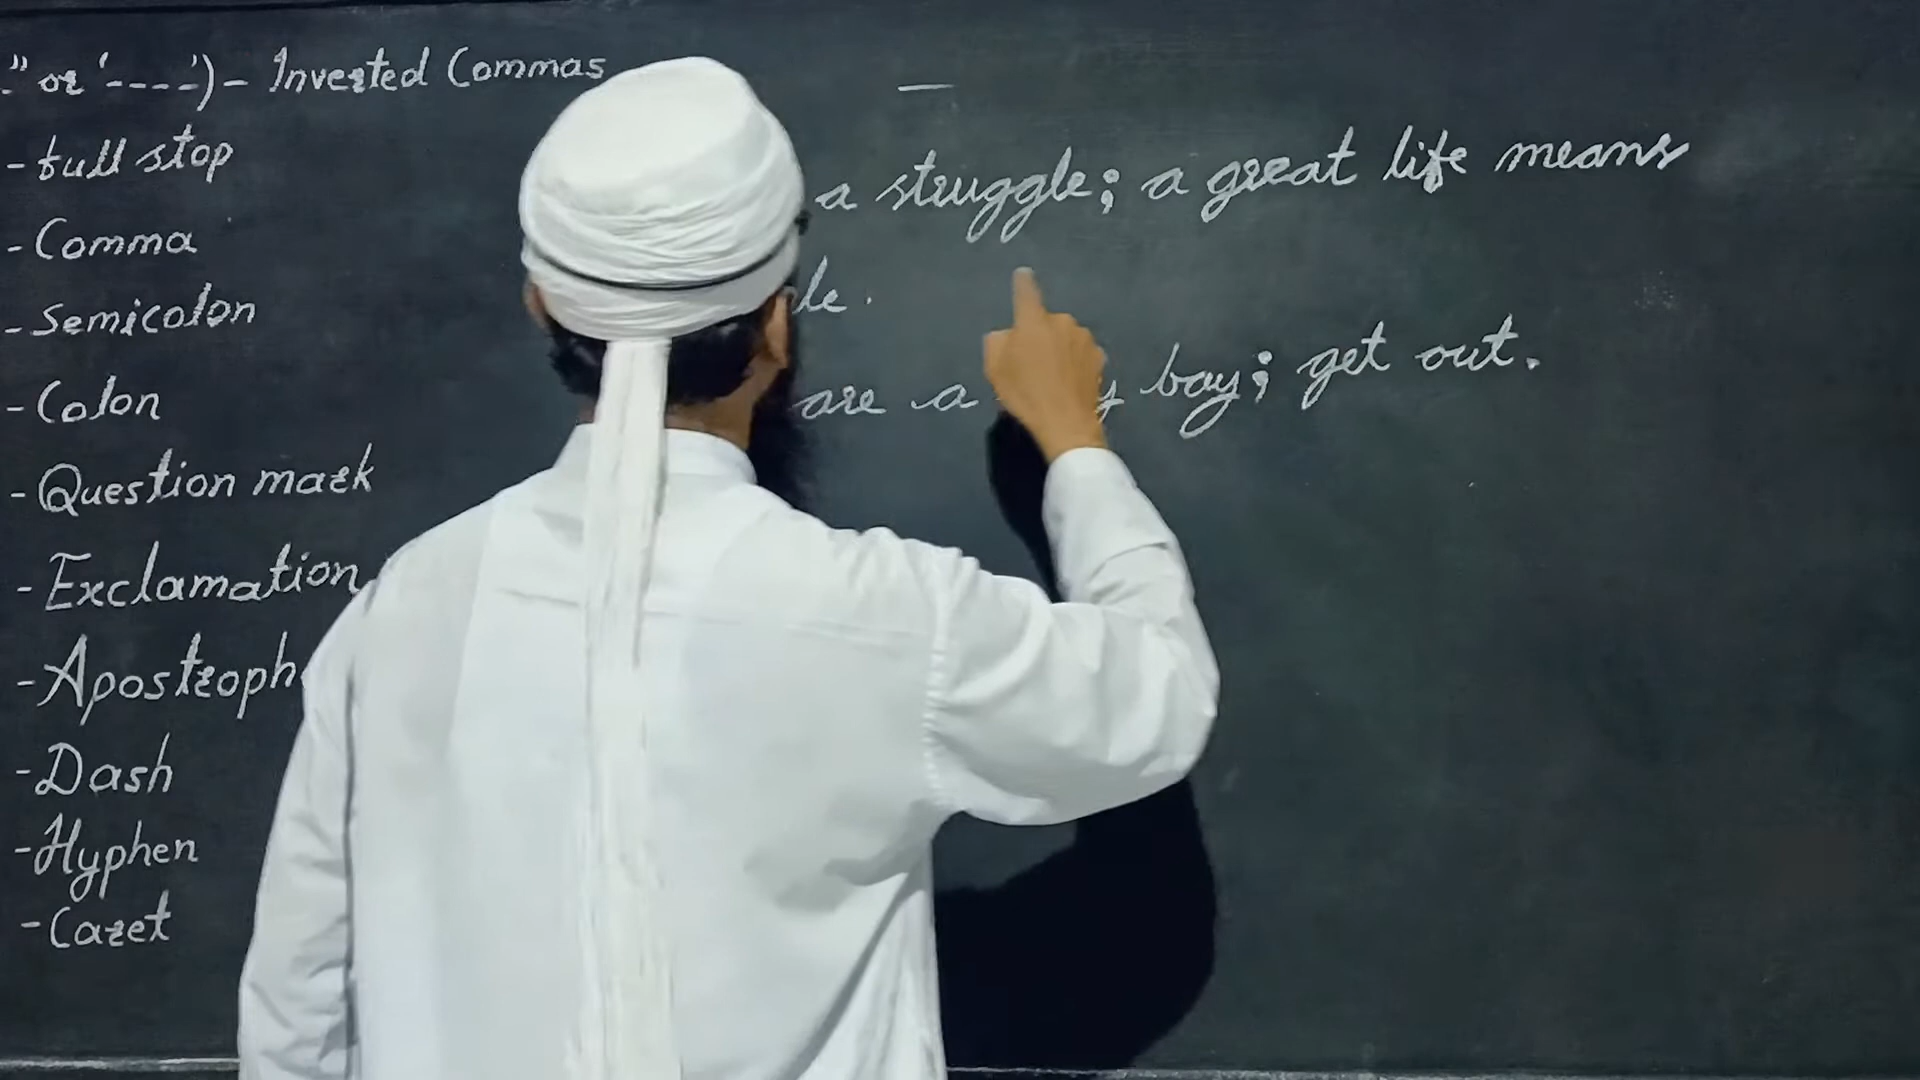 " or '----') - Inverted Commas
- full stop
- Comma
- Semicolon
- Colon
- Question mark
- Exclamation
- Apostroph
- Dash
- Hyphen
- Caret
a struggle; a great life means
le.
are a boy; get out.